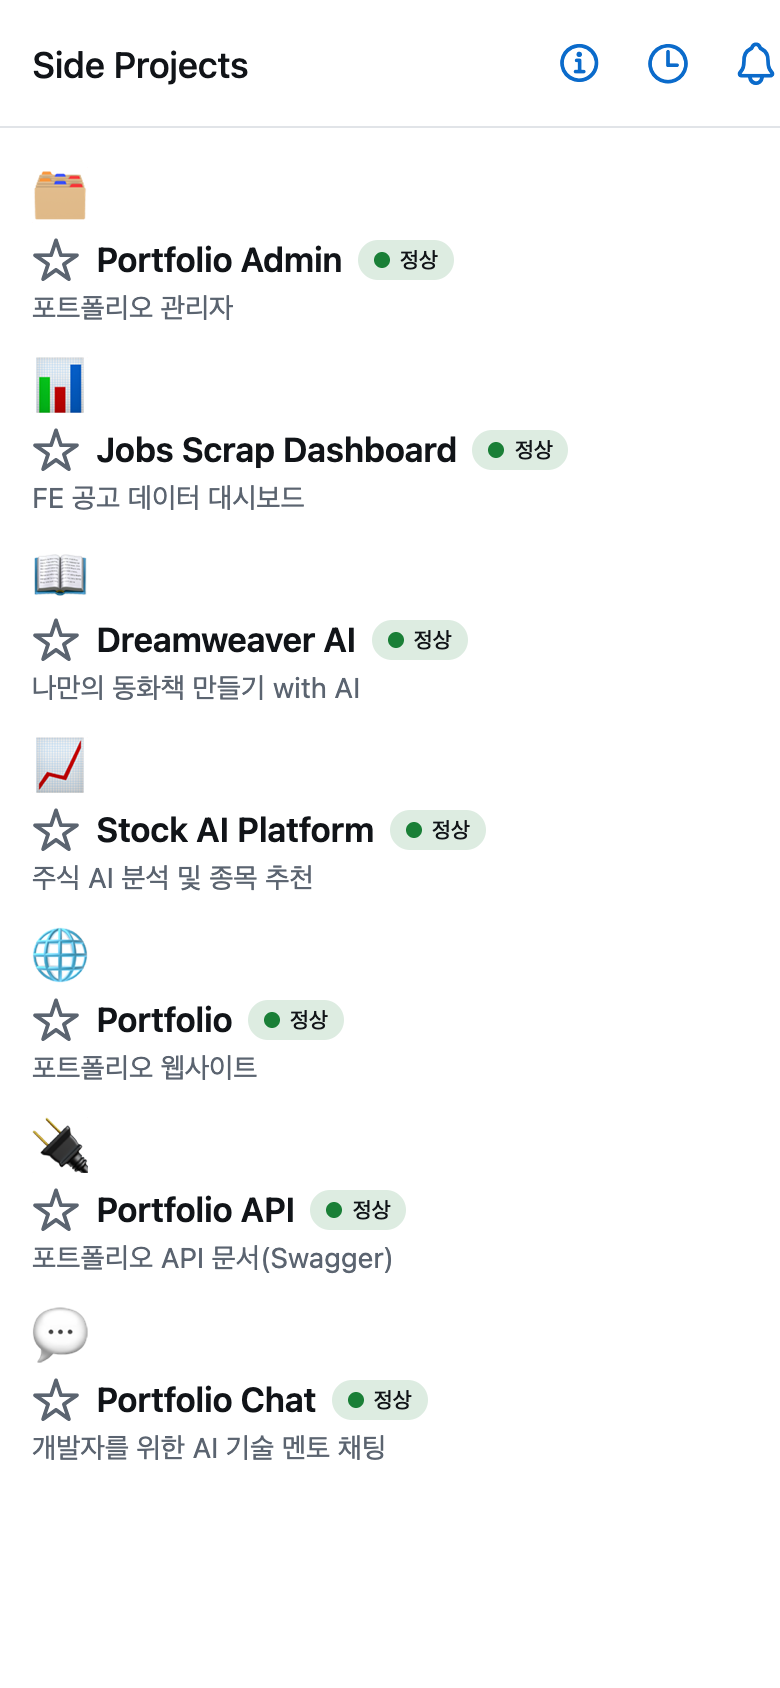 Side Projects
Portfolio Admin 정상
포트폴리오 관리자
Jobs Scrap Dashboard 정상
FE 공고 데이터 대시보드
Dreamweaver AI 정상
나만의 동화책 만들기 with AI
Stock AI Platform 정상
주식 AI 분석 및 종목 추천
Portfolio 정상
포트폴리오 웹사이트
Portfolio API 정상
포트폴리오 API 문서(Swagger)
Portfolio Chat 정상
개발자를 위한 AI 기술 멘토 채팅